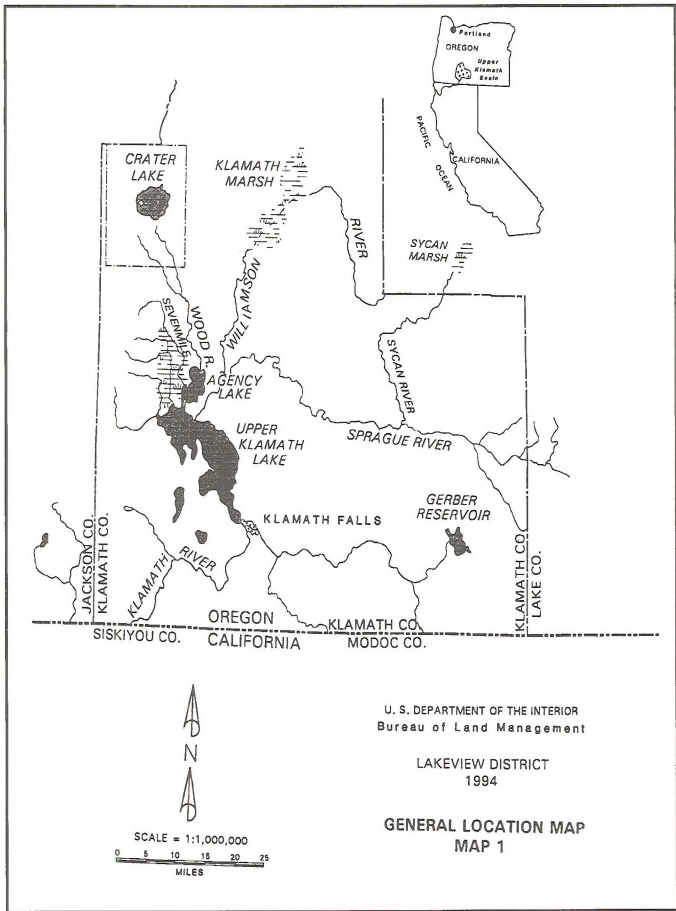 Portland
OREGON
Upper
Klamath
Basin
PACIFIC
OCEAN
CALIFORNIA
CRATER
LAKE
KLAMATH
MARSH
RIVER
SYCAN
MARSH
WILLIAMSON
SEVENMILE
WOOD R.
AGENCY
LAKE
SYCAN RIVER
SPRAGUE RIVER
UPPER
KLAMATH
LAKE
KLAMATH FALLS
GERBER
RESERVOIR
JACKSON CO.
KLAMATH CO.
KLAMATH
RIVER
KLAMATH CO.
LAKE CO.
OREGON
KLAMATH CO.
SISKIYOU CO.
CALIFORNIA
MODOC CO.
N
SCALE = 1:1,000,000
0 5 10 15 20 25
MILES
U. S. DEPARTMENT OF THE INTERIOR
Bureau of Land Management
LAKEVIEW DISTRICT
1994
GENERAL LOCATION MAP
MAP 1